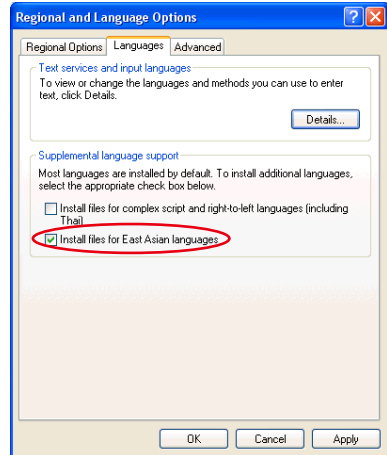 Regional and Language Options
Regional Options Languages Advanced
Text services and input languages
To view or change the languages and methods you can use to enter
text, click Details.
Details...
Supplemental language support
Most languages are installed by default. To install additional languages,
select the appropriate check box below.
Install files for complex script and right-to-left languages (including
Thai)
Install files for East Asian languages
OK Cancel Apply